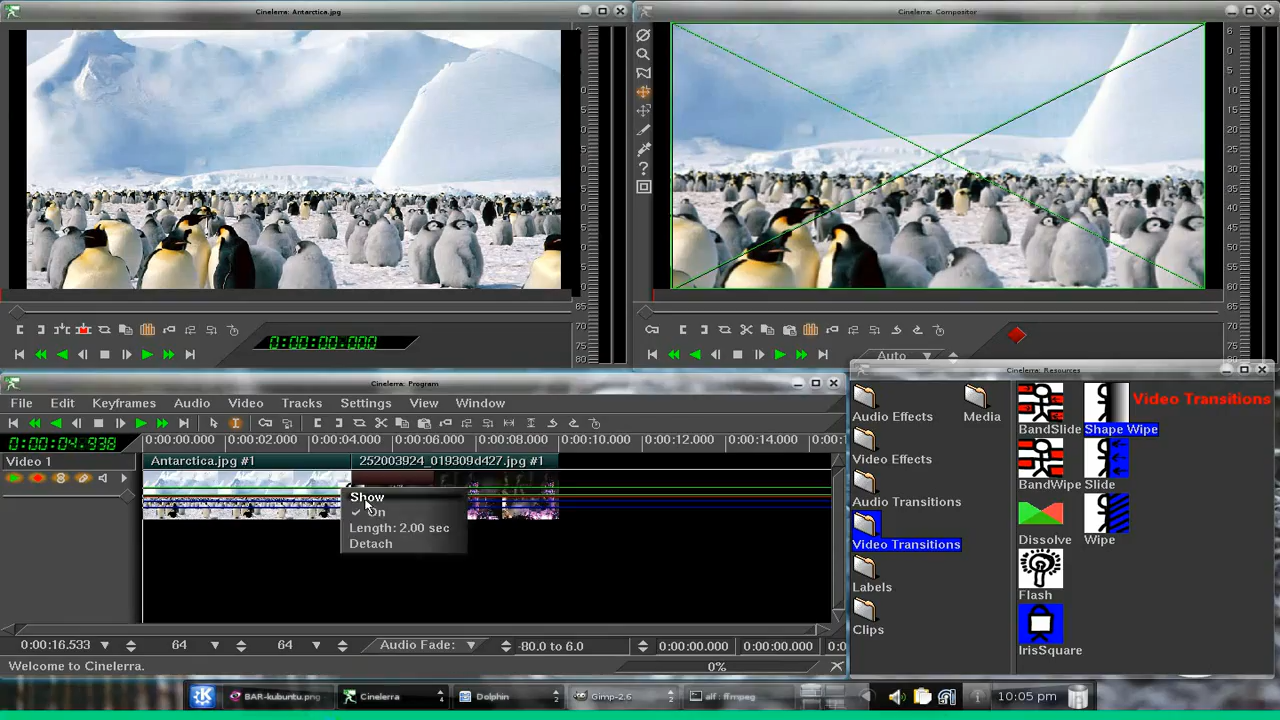 Cinelerra: Antarctica.jpg
Cinelerra: Compositor
0:00:00.000
Auto
Cinelerra: Program
Cinelerra: Resources
File Edit Keyframes Audio Video Tracks Settings View Window
0:00:04.938
0:00:00.000 0:00:02.000 0:00:04.000 0:00:06.000 0:00:08.000 0:00:10.000 0:00:12.000 0:00:14.000
Video 1
Antarctica.jpg #1
252003924_019309d427.jpg #1
Show
On
Length: 2.00 sec
Detach
0:00:16.533 64 64 Audio Fade: -80.0 to 6.0 0:00:00.000 0:00:00.000
Welcome to Cinelerra.
0%
Audio Effects
Media
Video Effects
Audio Transitions
Video Transitions
Labels
Clips
Video Transitions
BandSlide
Shape Wipe
BandWipe
Slide
Dissolve
Wipe
Flash
IrisSquare
BAR-kubuntu.png
Cinelerra 4
Dolphin 2
Gimp-2.6 2
alf : ffmpeg
10:05 pm